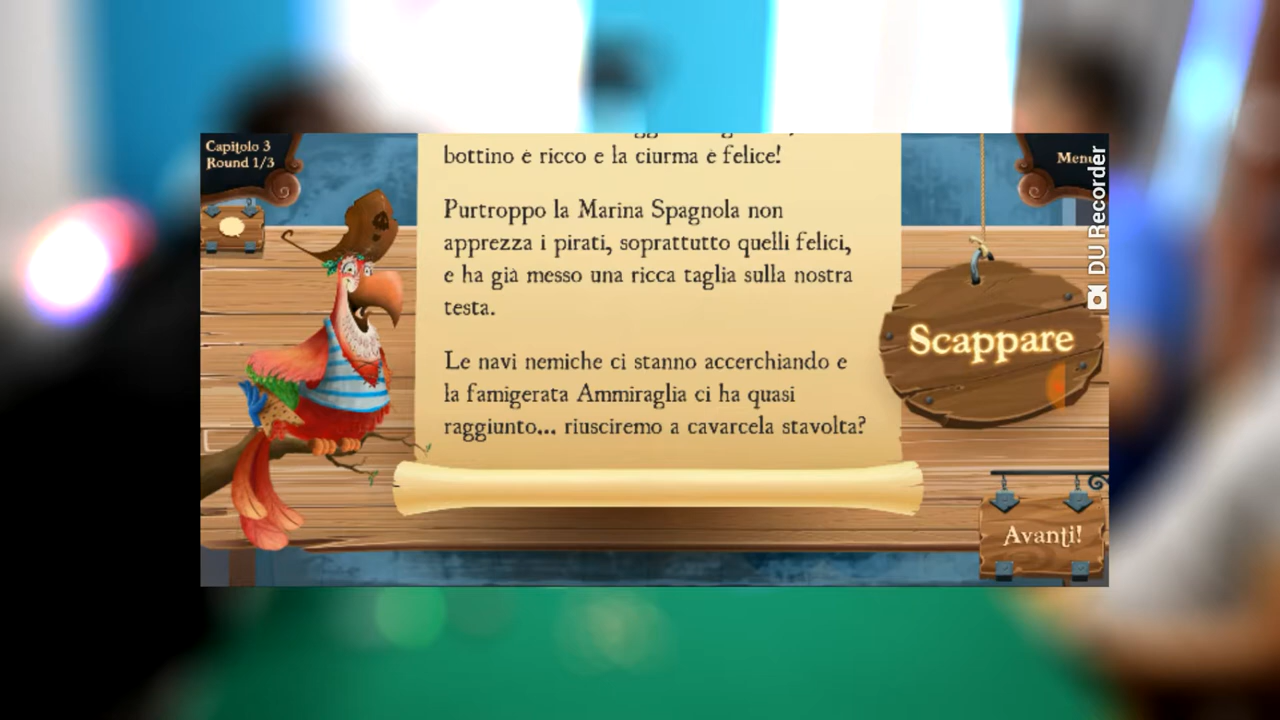 Capitolo 3
Round 1/3
bottino è ricco e la ciurma è felice!
Purtroppo la Marina Spagnola non
apprezza i pirati, soprattutto quelli felici,
e ha già messo una ricca taglia sulla nostra
testa.
Le navi nemiche ci stanno accerchiando e
la famigerata Ammiraglia ci ha quasi
raggiunto... riusciremo a cavarcela stavolta?
Menu
DU Recorder
Scappare
Avanti!